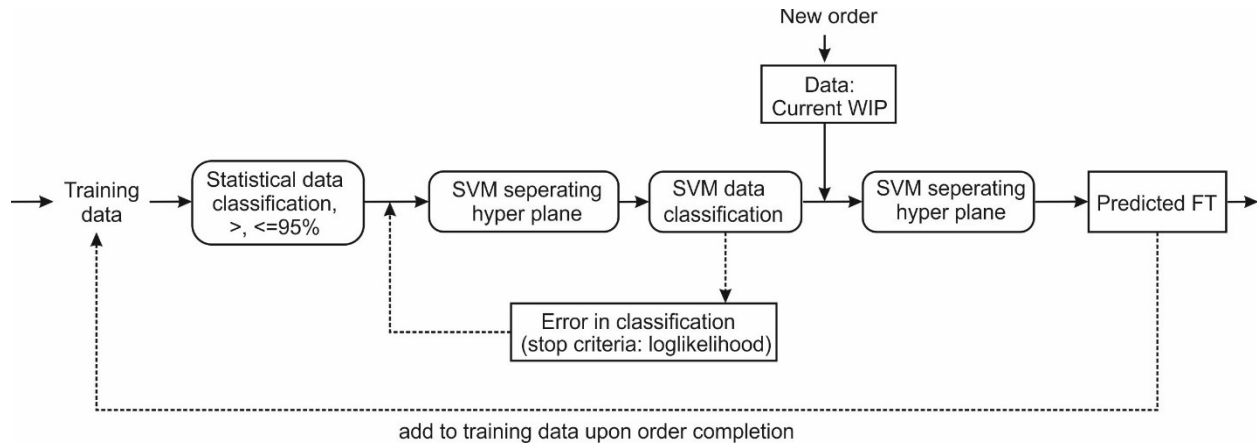 New order
Data:
Current WIP
Training
data
Statistical data
classification,
>, <=95%
SVM seperating
hyper plane
SVM data
classification
SVM seperating
hyper plane
Predicted FT
Error in classification
(stop criteria: loglikelihood)
add to training data upon order completion